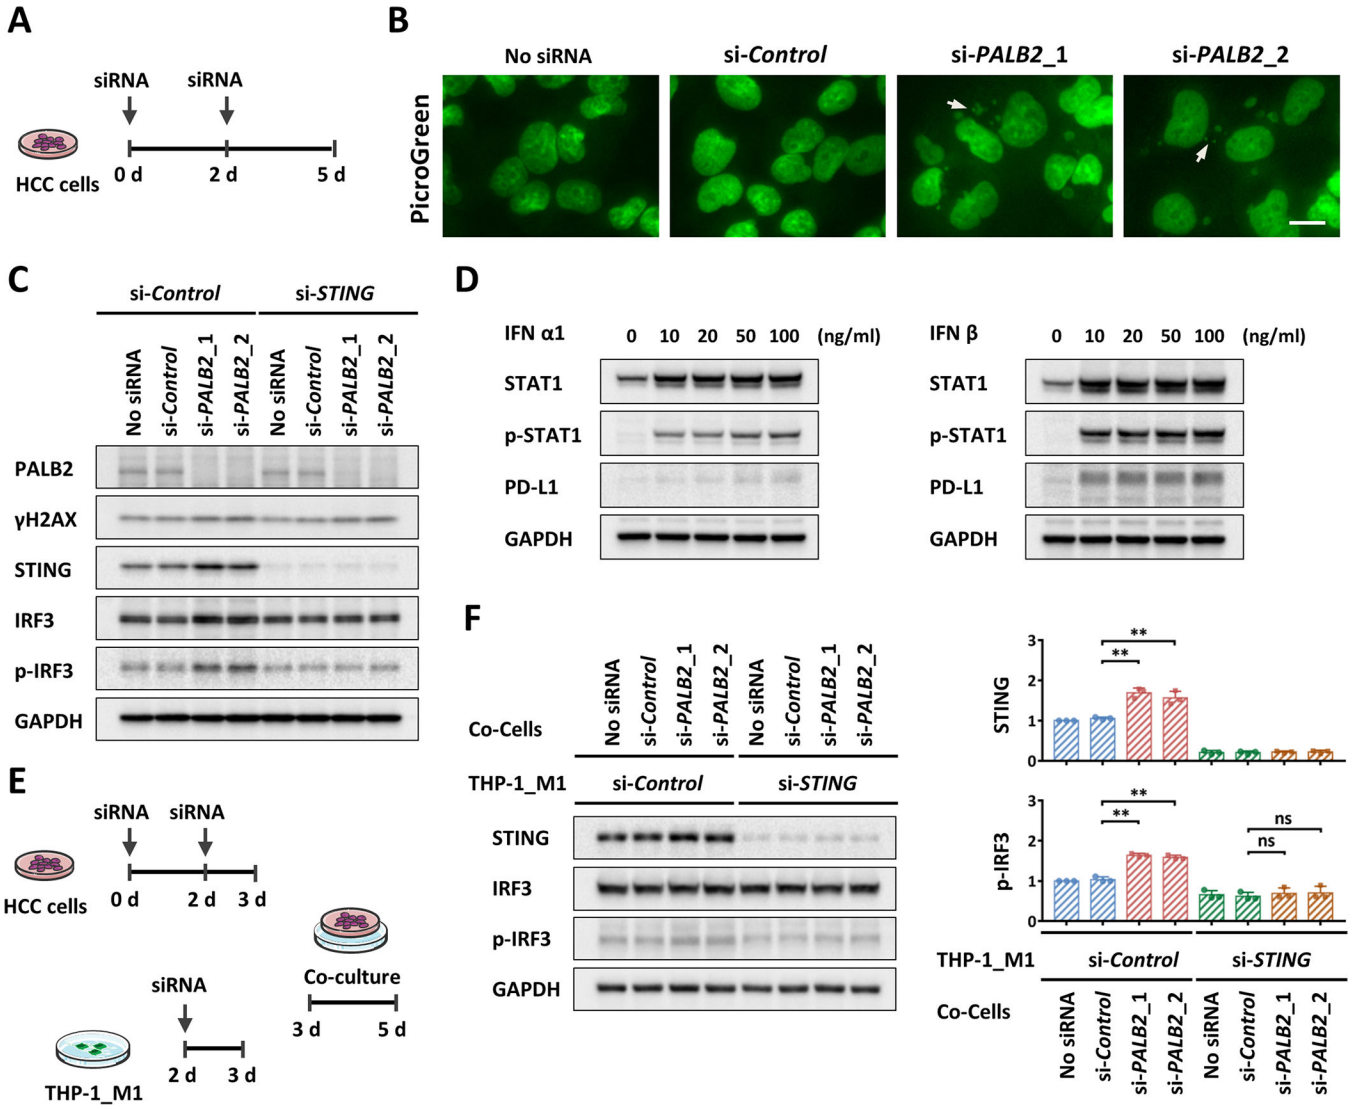 A
siRNA siRNA
HCC cells
0 d 2 d 5 d
B
No siRNA si-Control si-PALB2_1 si-PALB2_2
PicroGreen
C
si-Control si-STING
No siRNA si-Control si-PALB2_1 si-PALB2_2 No siRNA si-Control si-PALB2_1 si-PALB2_2
PALB2
γH2AX
STING
IRF3
p-IRF3
GAPDH
D
IFN α1 0 10 20 50 100 (ng/ml)
STAT1
p-STAT1
PD-L1
GAPDH
IFN β 0 10 20 50 100 (ng/ml)
STAT1
p-STAT1
PD-L1
GAPDH
E
siRNA siRNA
HCC cells
0 d 2 d 3 d
siRNA
THP-1_M1
2 d 3 d
Co-culture
3 d 5 d
F
Co-Cells
No siRNA si-Control si-PALB2_1 si-PALB2_2 No siRNA si-Control si-PALB2_1 si-PALB2_2
THP-1_M1 si-Control si-STING
STING
IRF3
p-IRF3
GAPDH
STING
3
2
1
0
** **
p-IRF3
3
2
1
0
** ** ns ns
THP-1_M1 si-Control si-STING
Co-Cells
No siRNA si-Control si-PALB2_1 si-PALB2_2 No siRNA si-Control si-PALB2_1 si-PALB2_2